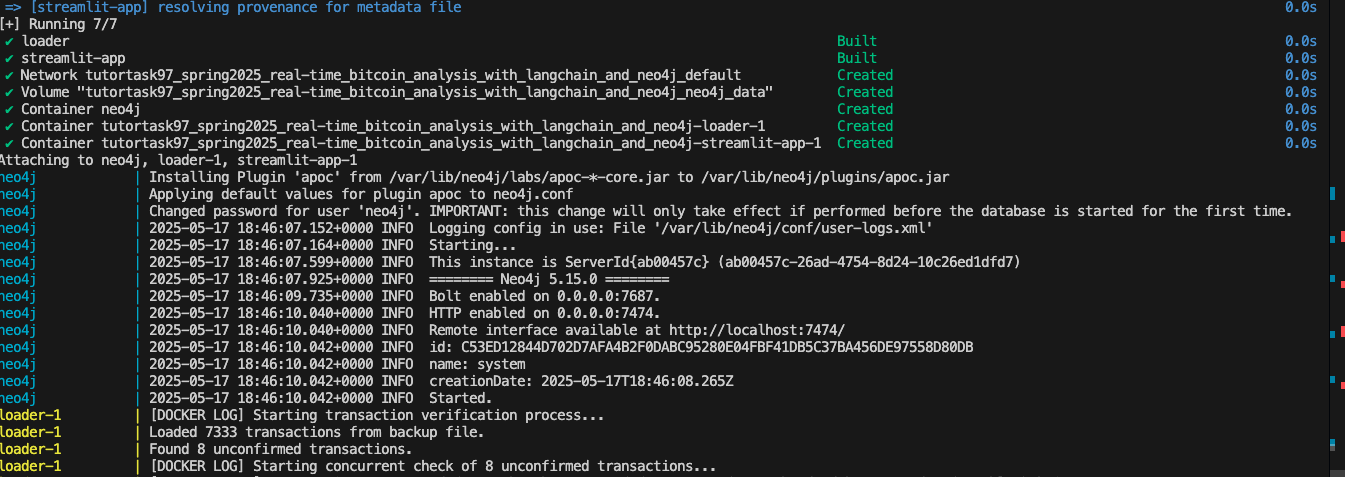 => [streamlit-app] resolving provenance for metadata file 0.0s
[+] Running 7/7
✔ loader Built 0.0s
✔ streamlit-app Built 0.0s
✔ Network tutortask97_spring2025_real-time_bitcoin_analysis_with_langchain_and_neo4j_default Created 0.0s
✔ Volume "tutortask97_spring2025_real-time_bitcoin_analysis_with_langchain_and_neo4j_neo4j_data" Created 0.0s
✔ Container neo4j Created 0.0s
✔ Container tutortask97_spring2025_real-time_bitcoin_analysis_with_langchain_and_neo4j-loader-1 Created 0.0s
✔ Container tutortask97_spring2025_real-time_bitcoin_analysis_with_langchain_and_neo4j-streamlit-app-1 Created 0.0s
Attaching to neo4j, loader-1, streamlit-app-1
neo4j | Installing Plugin 'apoc' from /var/lib/neo4j/labs/apoc-*-core.jar to /var/lib/neo4j/plugins/apoc.jar
neo4j | Applying default values for plugin apoc to neo4j.conf
neo4j | Changed password for user 'neo4j'. IMPORTANT: this change will only take effect if performed before the database is started for the first time.
neo4j | 2025-05-17 18:46:07.152+0000 INFO Logging config in use: File '/var/lib/neo4j/conf/user-logs.xml'
neo4j | 2025-05-17 18:46:07.164+0000 INFO Starting...
neo4j | 2025-05-17 18:46:07.599+0000 INFO This instance is ServerId{ab00457c} (ab00457c-26ad-4754-8d24-10c26ed1dfd7)
neo4j | 2025-05-17 18:46:07.925+0000 INFO ======== Neo4j 5.15.0 ========
neo4j | 2025-05-17 18:46:09.735+0000 INFO Bolt enabled on 0.0.0.0:7687.
neo4j | 2025-05-17 18:46:10.040+0000 INFO HTTP enabled on 0.0.0.0:7474.
neo4j | 2025-05-17 18:46:10.040+0000 INFO Remote interface available at http://localhost:7474/
neo4j | 2025-05-17 18:46:10.042+0000 INFO id: C53ED12844D702D7AFA4B2F0DABC95280E04FBF41DB5C37BA456DE97558D80DB
neo4j | 2025-05-17 18:46:10.042+0000 INFO name: system
neo4j | 2025-05-17 18:46:10.042+0000 INFO creationDate: 2025-05-17T18:46:08.265Z
neo4j | 2025-05-17 18:46:10.042+0000 INFO Started.
loader-1 | [DOCKER LOG] Starting transaction verification process...
loader-1 | Loaded 7333 transactions from backup file.
loader-1 | Found 8 unconfirmed transactions.
loader-1 | [DOCKER LOG] Starting concurrent check of 8 unconfirmed transactions...